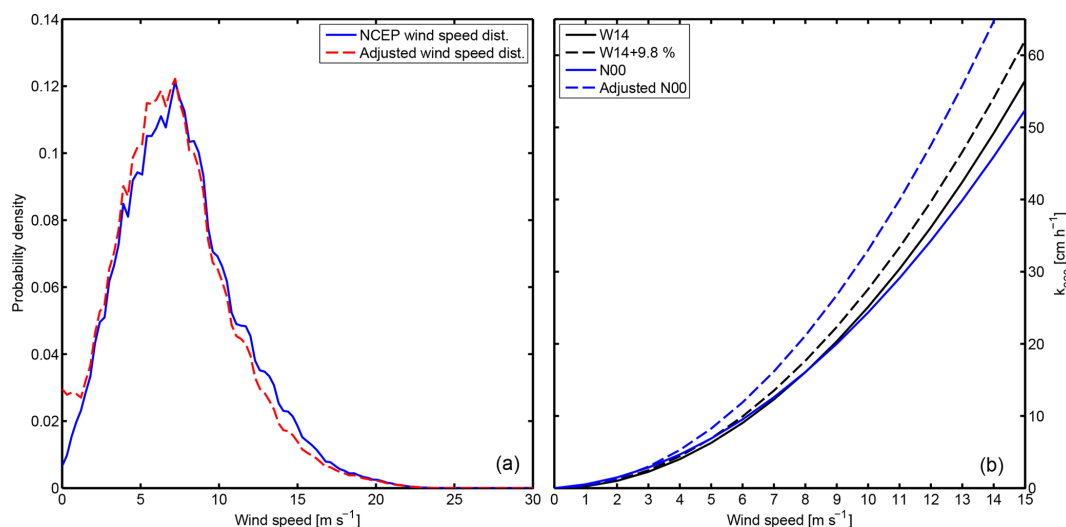 0.14
0.12
0.1
0.08
0.06
0.04
0.02
0
Probability density
NCEP wind speed dist.
Adjusted wind speed dist.
(a)
0 5 10 15 20 25 30
Wind speed [m s⁻¹]
W14
W14+9.8 %
N00
Adjusted N00
(b)
60
50
40
30
20
10
0
[cm h⁻¹]
0 1 2 3 4 5 6 7 8 9 10 11 12 13 14 15
Wind speed [m s⁻¹]